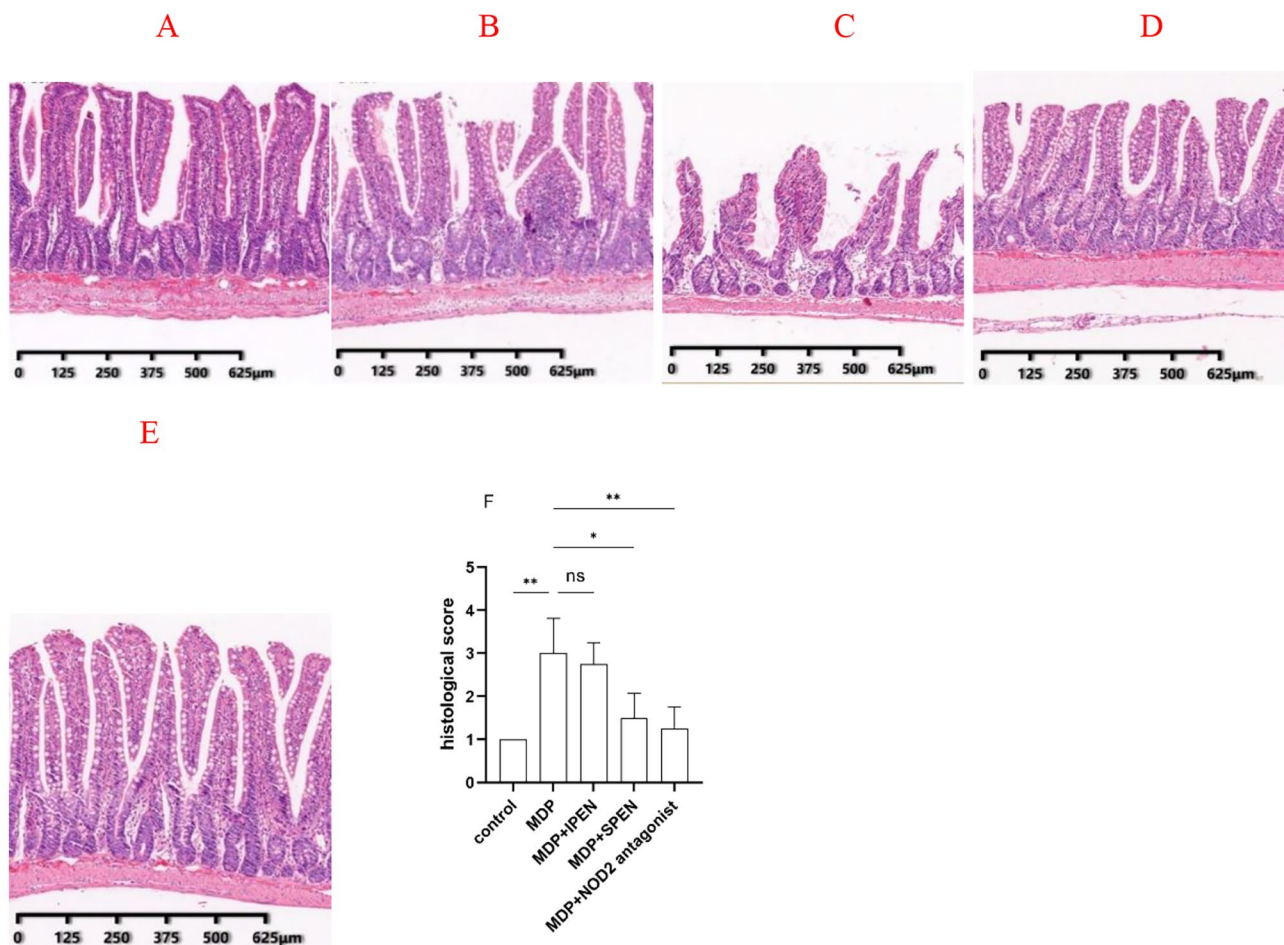 A
B
C
D
0 125 250 375 500 625µm
0 125 250 375 500 625µm
0 125 250 375 500 625µm
0 125 250 375 500 625µm
E
0 125 250 375 500 625µm
F
**
*
** ns
histological score
5
4
3
2
1
0
control
MDP
MDP+IPEN
MDP+SPEN
MDP+NOD2 antagonist